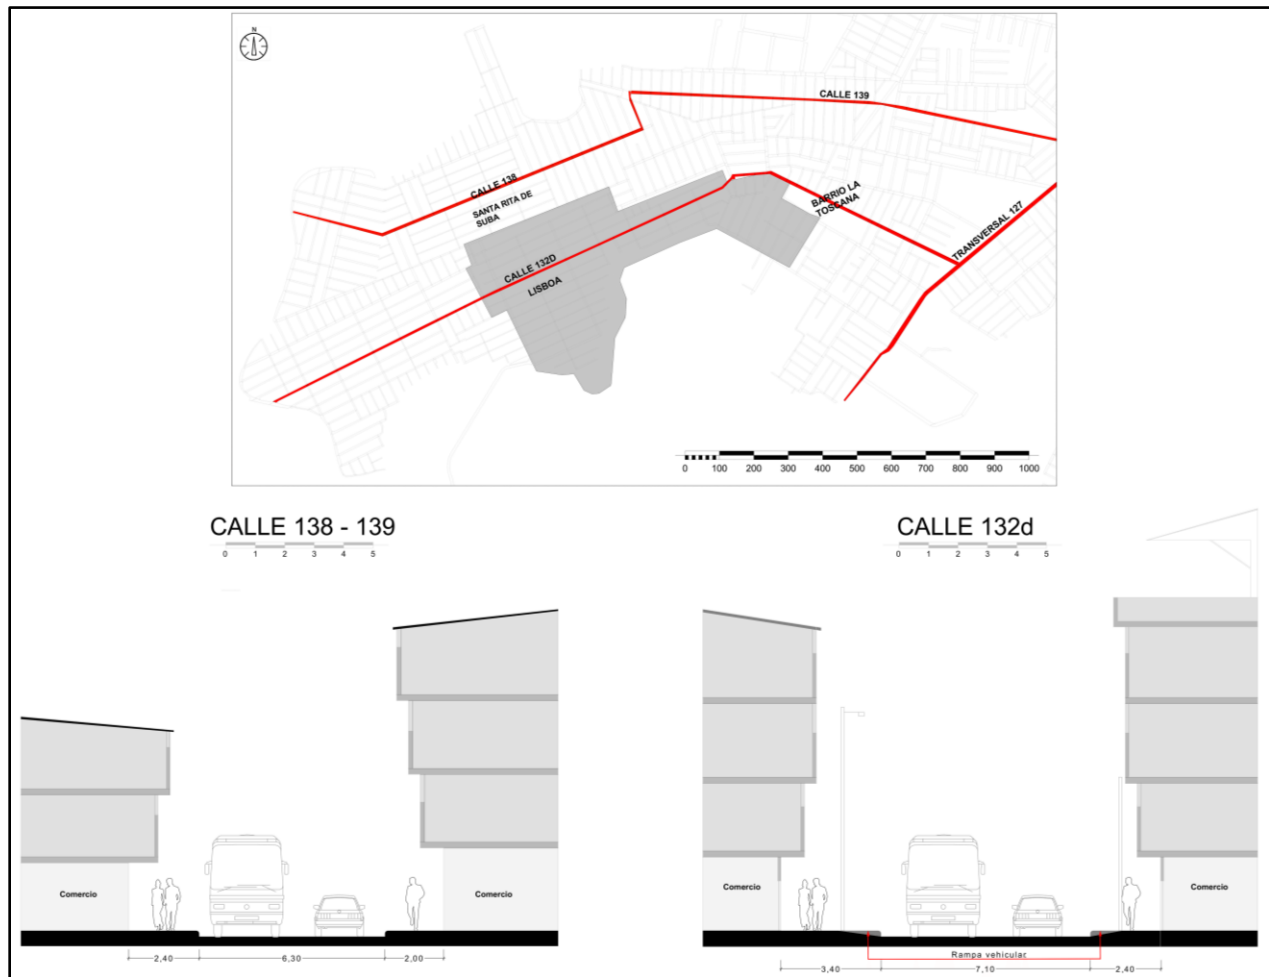 N
CALLE 139
CALLE 138
SANTA RITA DE
SUBA
BARRIO LA
TOSCANA
TRANSVERSAL 127
CALLE 132D
LISBOA
0 100 200 300 400 500 600 700 800 900 1000
CALLE 138 - 139
0 1 2 3 4 5
CALLE 132d
0 1 2 3 4 5
Comercio
Comercio
2,40 6,30 2,00
Comercio
Comercio
Rampa vehicular
3,40 7,10 2,40